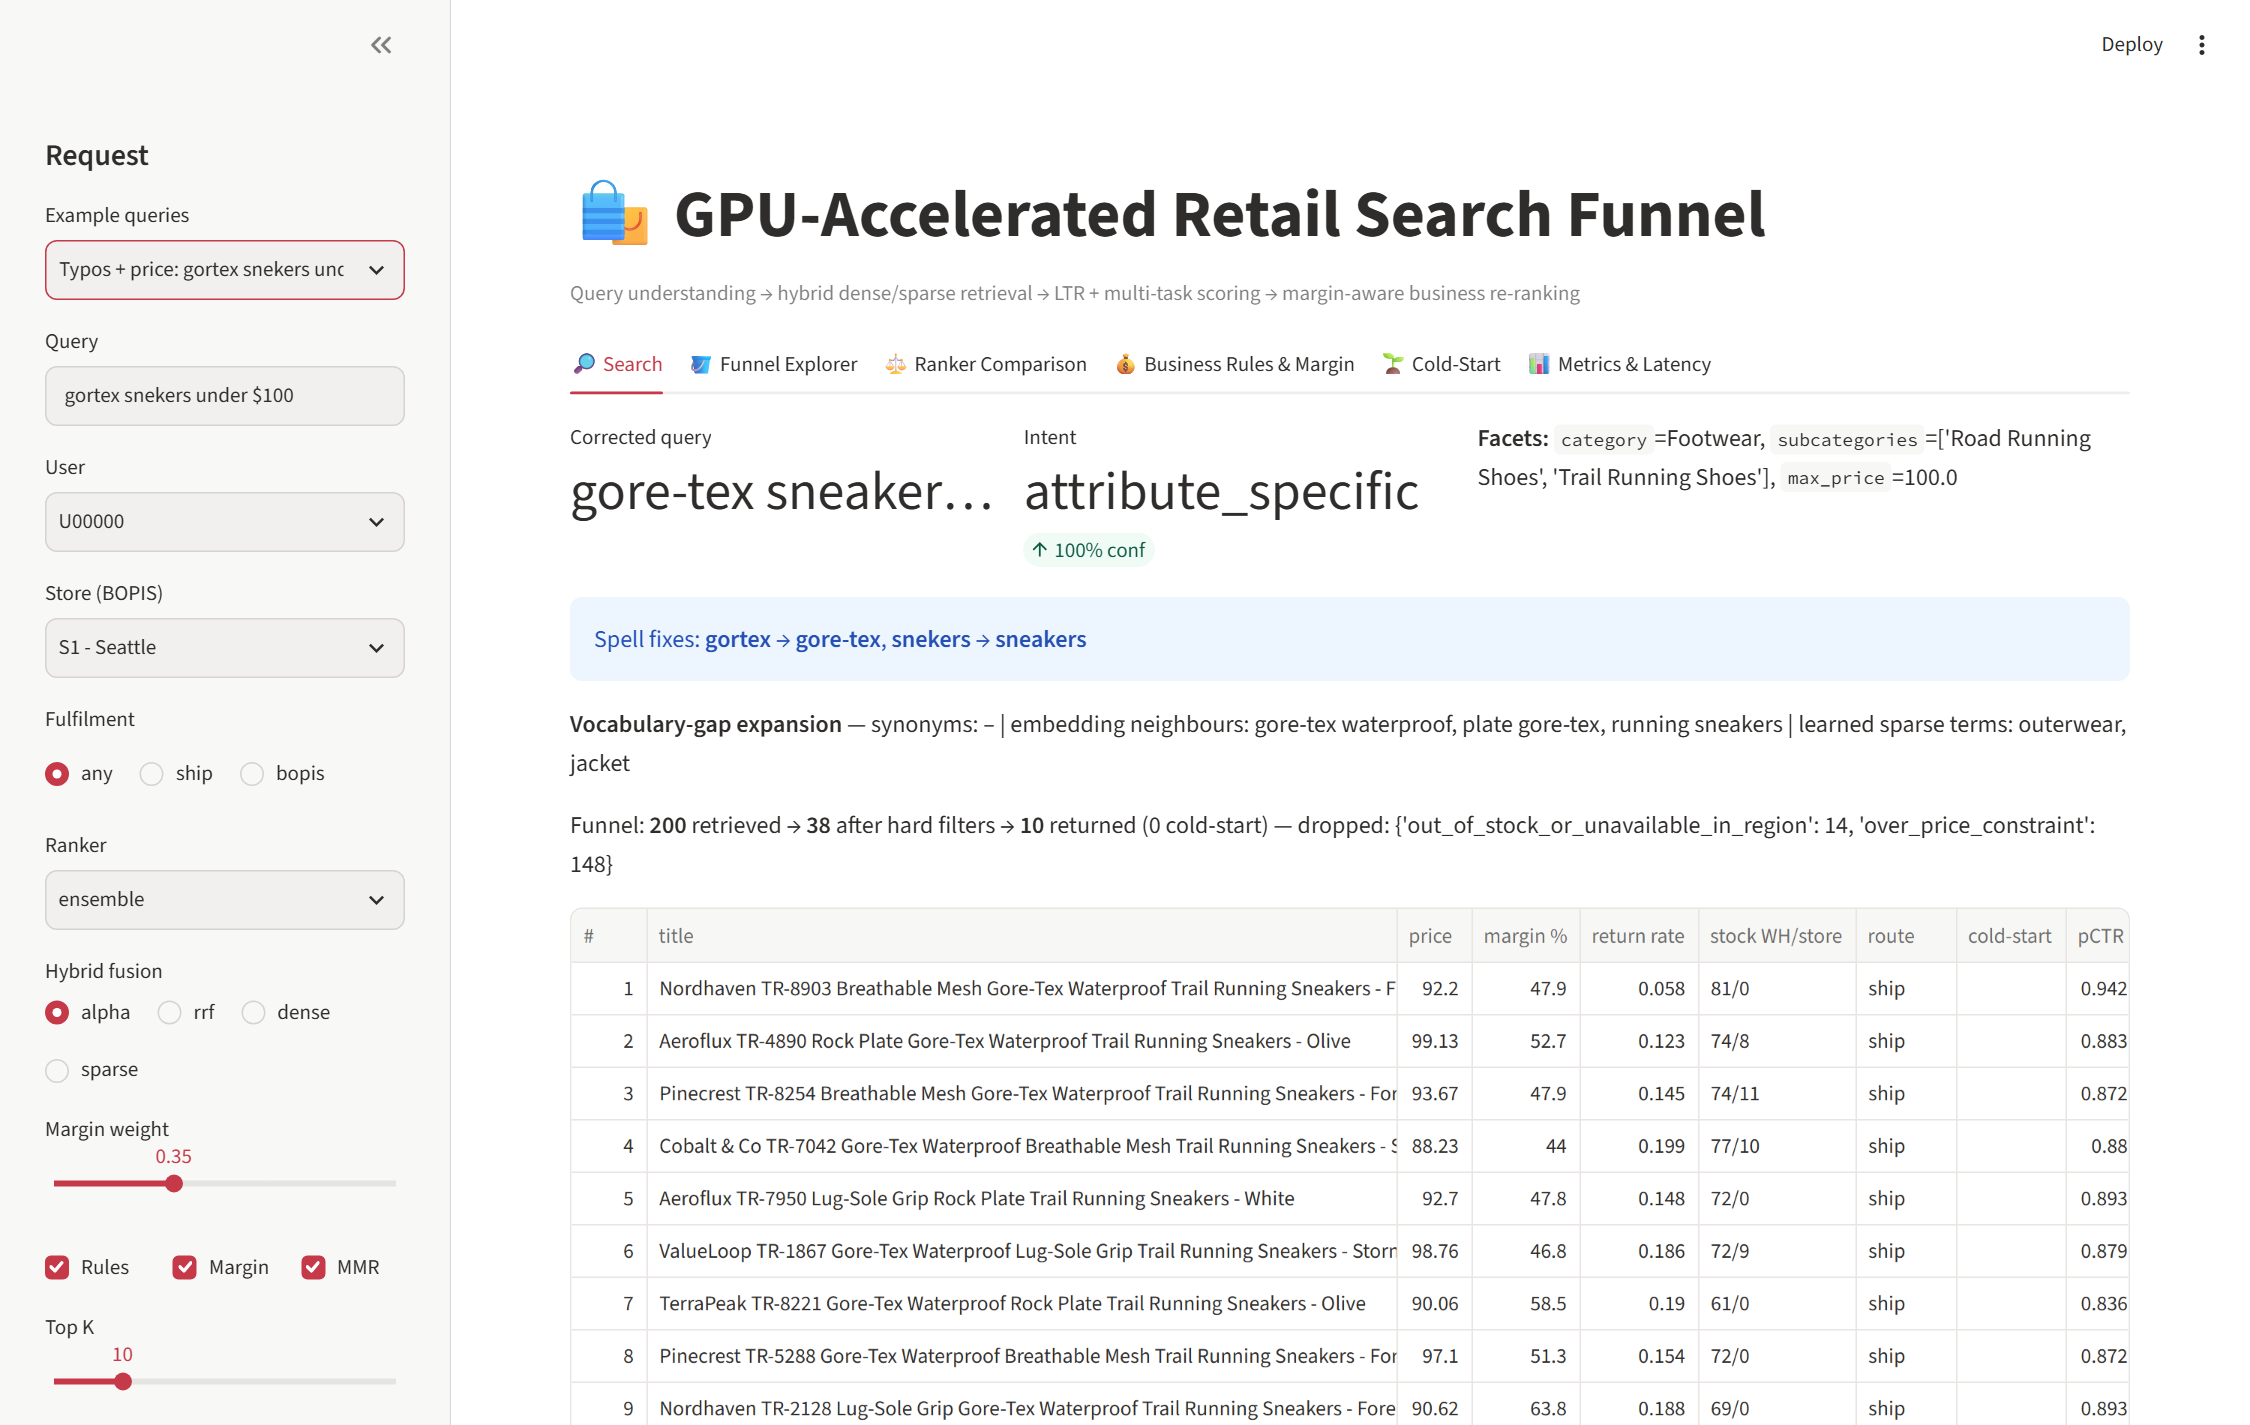 Deploy
Request
Example queries
Typos + price: gortex snekers und
Query
gortex snekers under $100
User
U00000
Store (BOPIS)
S1 - Seattle
Fulfilment
any ship bopis
Ranker
ensemble
Hybrid fusion
alpha rrf dense
sparse
Margin weight
0.35
Rules Margin MMR
Top K
10
GPU-Accelerated Retail Search Funnel
Query understanding → hybrid dense/sparse retrieval → LTR + multi-task scoring → margin-aware business re-ranking
Search Funnel Explorer Ranker Comparison Business Rules & Margin Cold-Start Metrics & Latency
Corrected query
gore-tex sneaker...
Intent
attribute_specific
↑ 100% conf
Facets: category =Footwear, subcategories =['Road Running
Shoes', 'Trail Running Shoes'], max_price =100.0
Spell fixes: gortex → gore-tex, snekers → sneakers
Vocabulary-gap expansion — synonyms: – | embedding neighbours: gore-tex waterproof, plate gore-tex, running sneakers | learned sparse terms: outerwear,
jacket
Funnel: 200 retrieved → 38 after hard filters → 10 returned (0 cold-start) — dropped: {'out_of_stock_or_unavailable_in_region': 14, 'over_price_constraint':
148}
# title price margin % return rate stock WH/store route cold-start pCTR
1 Nordhaven TR-8903 Breathable Mesh Gore-Tex Waterproof Trail Running Sneakers - F 92.2 47.9 0.058 81/0 ship 0.942
2 Aeroflux TR-4890 Rock Plate Gore-Tex Waterproof Trail Running Sneakers - Olive 99.13 52.7 0.123 74/8 ship 0.883
3 Pinecrest TR-8254 Breathable Mesh Gore-Tex Waterproof Trail Running Sneakers - For 93.67 47.9 0.145 74/11 ship 0.872
4 Cobalt & Co TR-7042 Gore-Tex Waterproof Breathable Mesh Trail Running Sneakers - S 88.23 44 0.199 77/10 ship 0.88
5 Aeroflux TR-7950 Lug-Sole Grip Rock Plate Trail Running Sneakers - White 92.7 47.8 0.148 72/0 ship 0.893
6 ValueLoop TR-1867 Gore-Tex Waterproof Lug-Sole Grip Trail Running Sneakers - Storm 98.76 46.8 0.186 72/9 ship 0.879
7 TerraPeak TR-8221 Gore-Tex Waterproof Rock Plate Trail Running Sneakers - Olive 90.06 58.5 0.19 61/0 ship 0.836
8 Pinecrest TR-5288 Gore-Tex Waterproof Breathable Mesh Trail Running Sneakers - For 97.1 51.3 0.154 72/0 ship 0.872
9 Nordhaven TR-2128 Lug-Sole Grip Gore-Tex Waterproof Trail Running Sneakers - Fore 90.62 63.8 0.188 69/0 ship 0.893